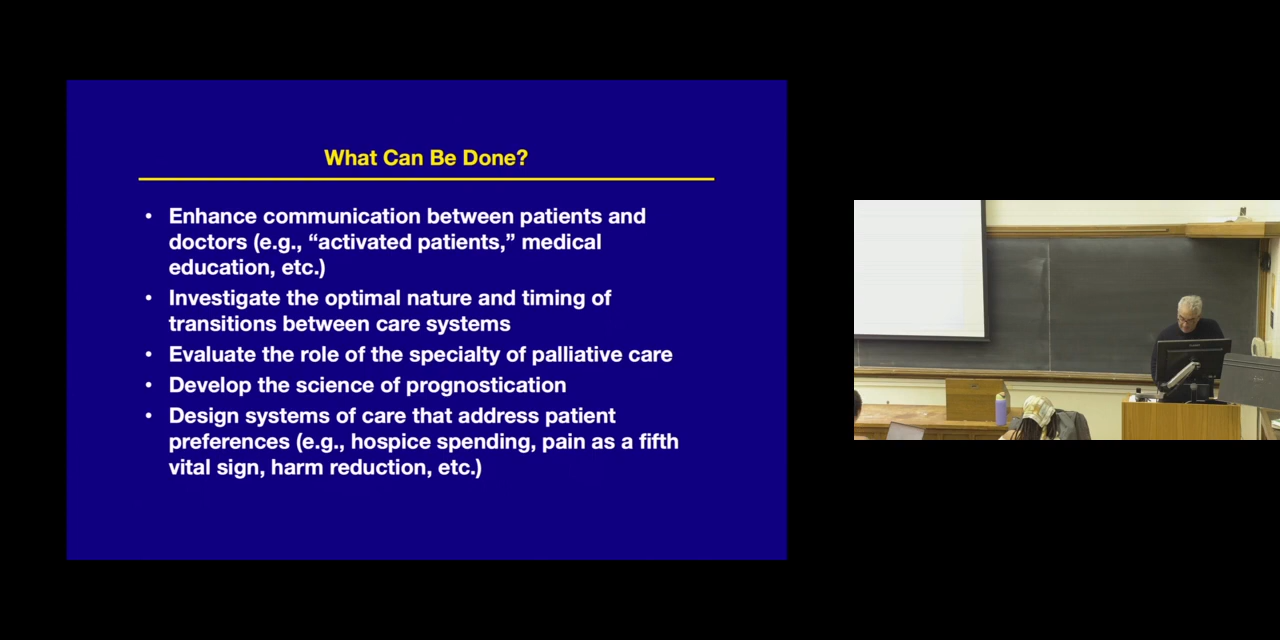 What Can Be Done?
• Enhance communication between patients and
doctors (e.g., “activated patients,” medical
education, etc.)
• Investigate the optimal nature and timing of
transitions between care systems
• Evaluate the role of the specialty of palliative care
• Develop the science of prognostication
• Design systems of care that address patient
preferences (e.g., hospice spending, pain as a fifth
vital sign, harm reduction, etc.)